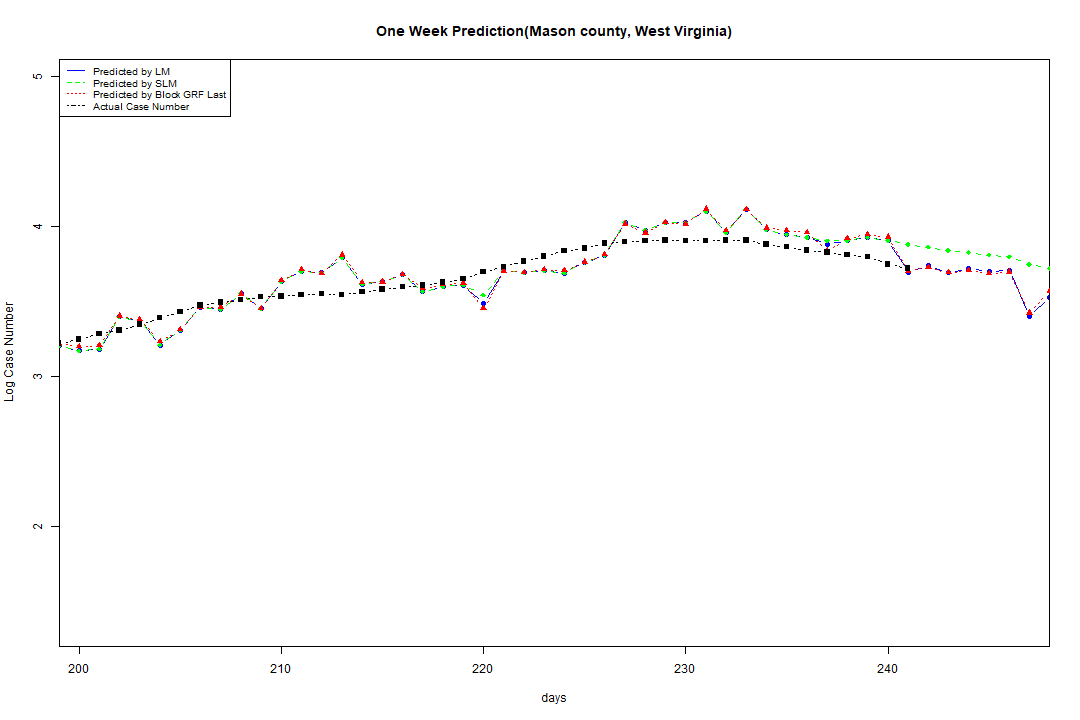 One Week Prediction(Mason county, West Virginia)
Predicted by LM
Predicted by SLM
Predicted by Block GRF Last
Actual Case Number
5
4
3
2
Log Case Number
200 210 220 230 240
days